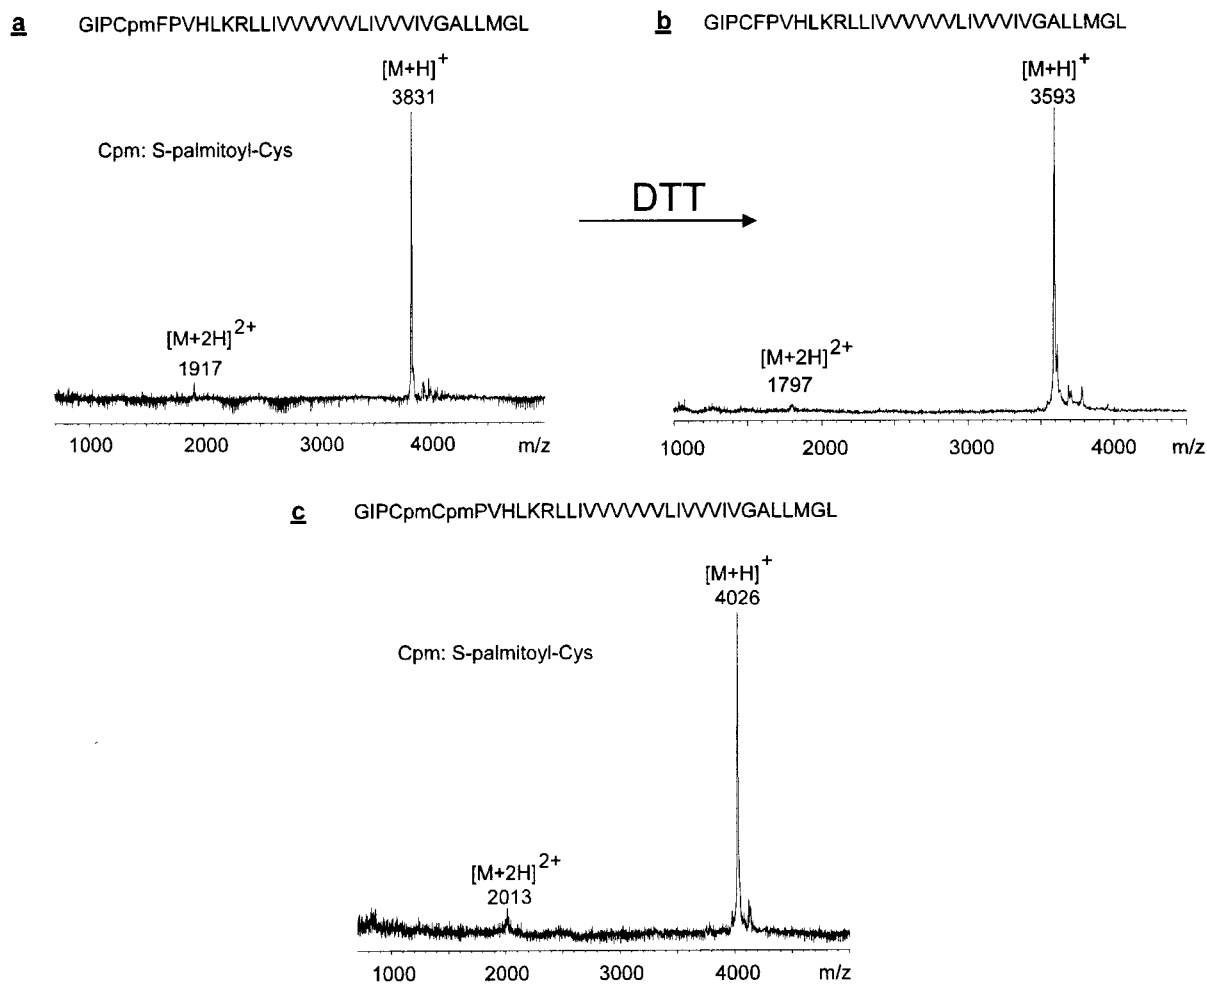 a GIPCpmFPVHLKRLLIVVVVVVLIVVVIVGALLMGL
[M+H]+
3831
Cpm: S-palmitoyl-Cys
[M+2H]2+
1917
1000 2000 3000 4000 m/z
DTT
b GIPCFPVHLKRLLIVVVVVVLIVVVIVGALLMGL
[M+H]+
3593
[M+2H]2+
1797
1000 2000 3000 4000 m/z
c GIPCpmCpmPVHLKRLLIVVVVVVLIVVVIVGALLMGL
[M+H]+
4026
Cpm: S-palmitoyl-Cys
[M+2H]2+
2013
1000 2000 3000 4000 m/z